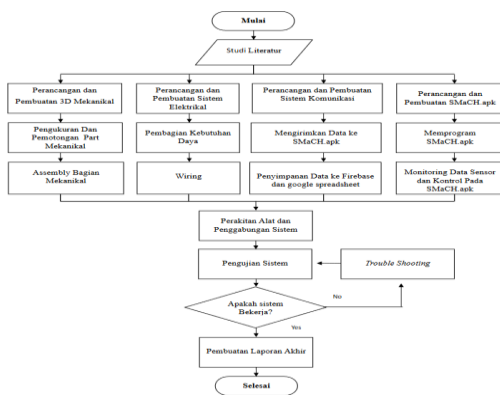 Mulai
Studi Literatur
Perancangan dan
Pembuatan 3D Mekanikal
Perancangan dan
Pembuatan Sistem
Elektrikal
Perancangan dan Pembuatan
Sistem Komunikasi
Perancangan dan
Pembuatan SMaCH.apk
Pengukuran Dan
Pemotongan Part
Mekanikal
Pembagian Kebutuhan
Daya
Mengirimkan Data ke
SMaCH.apk
Memprogram
SMaCH.apk
Assembly Bagian
Mekanikal
Wiring
Penyimpanan Data ke Firebase
dan google spreadsheet
Monitoring Data Sensor
dan Kontrol Pada
SMaCH.apk
Perakitan Alat dan
Penggabungan Sistem
Pengujian Sistem
Trouble Shooting
Apakah sistem
Bekerja?
No
Yes
Pembuatan Laporan Akhir
Selesai